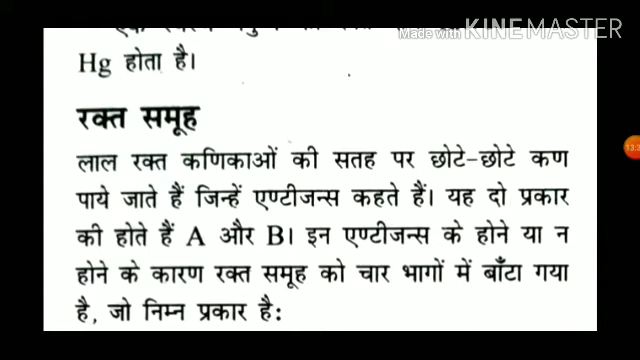 Made with KINEMASTER
Hg होता है।
रक्त समूह
लाल रक्त कणिकाओं की सतह पर छोटे-छोटे कण
पाये जाते हैं जिन्हें एण्टीजन्स कहते हैं। यह दो प्रकार
की होते हैं A और B। इन एण्टीजन्स के होने या न
होने के कारण रक्त समूह को चार भागों में बाँटा गया
है, जो निम्न प्रकार है: